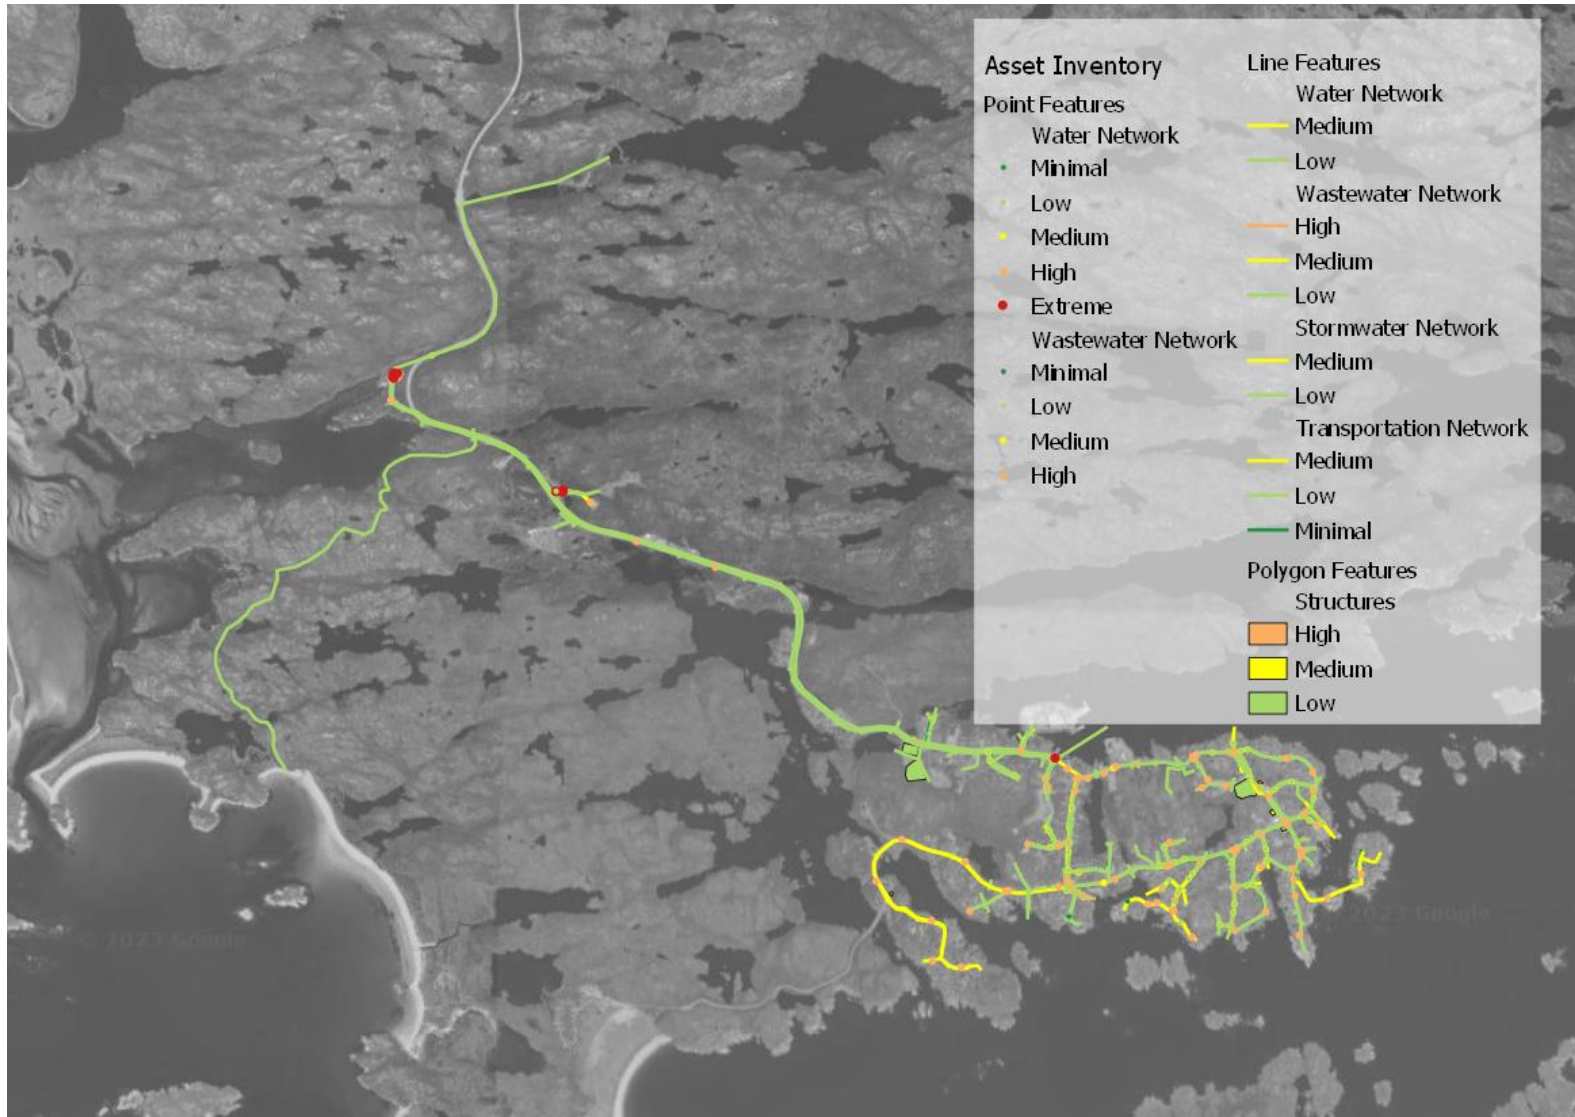 Asset Inventory
Point Features
Water Network
Minimal
Low
Medium
High
Extreme
Wastewater Network
Minimal
Low
Medium
High
Line Features
Water Network
Medium
Low
Wastewater Network
High
Medium
Low
Stormwater Network
Medium
Low
Transportation Network
Medium
Low
Minimal
Polygon Features
Structures
High
Medium
Low
© 2023 Google
2023 Google